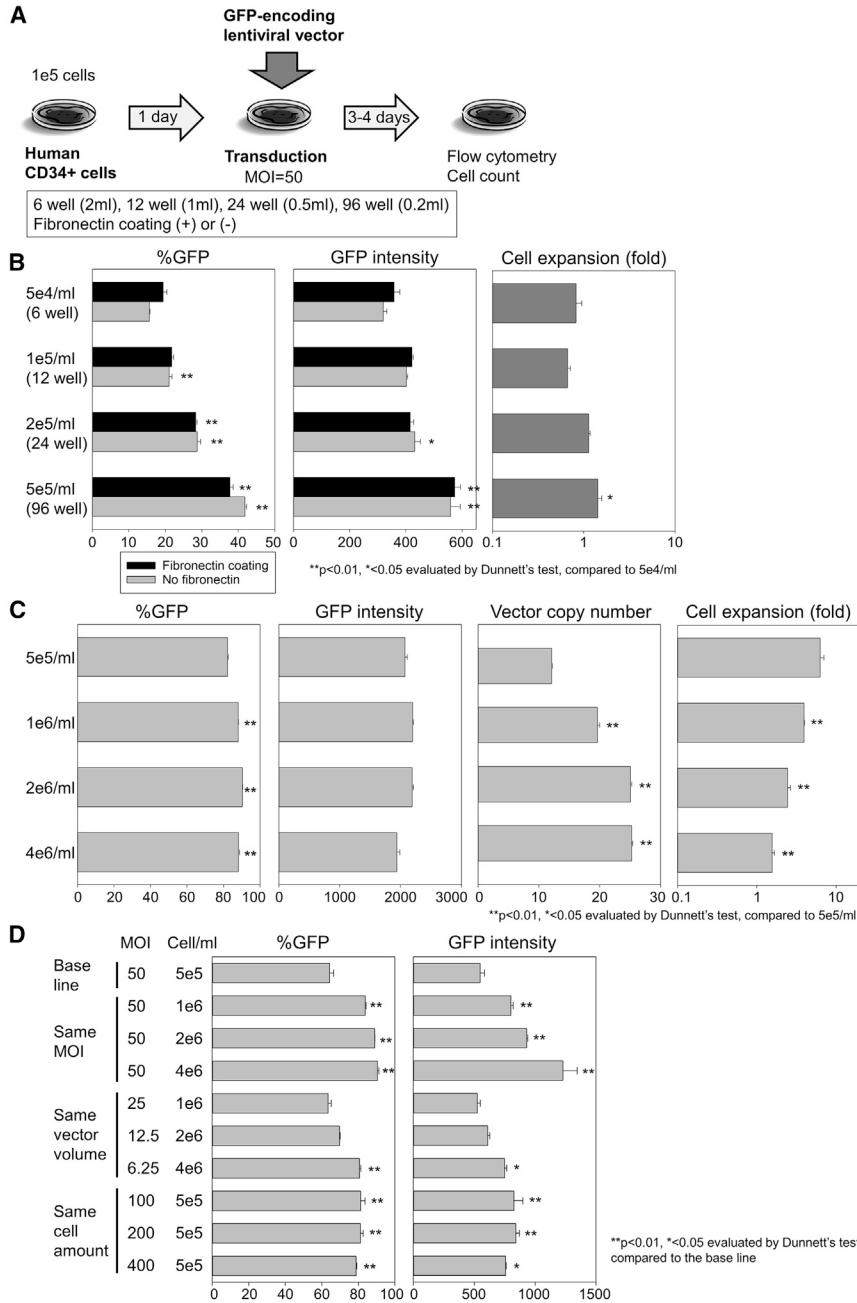 A
GFP-encoding
lentiviral vector
1e5 cells
1 day
3-4 days
Human
CD34+ cells
Transduction
MOI=50
Flow cytometry
Cell count
6 well (2ml), 12 well (1ml), 24 well (0.5ml), 96 well (0.2ml)
Fibronectin coating (+) or (-)
B
%GFP GFP intensity Cell expansion (fold)
5e4/ml
(6 well)
1e5/ml
(12 well) **
2e5/ml **
(24 well) ** *
5e5/ml ** **
(96 well) ** ** *
0 10 20 30 40 50 0 200 400 600 0.1 1 10
Fibronectin coating
No fibronectin
**p<0.01, *<0.05 evaluated by Dunnett's test, compared to 5e4/ml
C
%GFP GFP intensity Vector copy number Cell expansion (fold)
5e5/ml
1e6/ml ** ** **
2e6/ml ** ** **
4e6/ml ** ** **
0 20 40 60 80 100 0 1000 2000 3000 0 10 20 30 0.1 1 10
**p<0.01, *<0.05 evaluated by Dunnett's test, compared to 5e5/ml
D
MOI Cell/ml %GFP GFP intensity
Base
line
50 5e5
Same
MOI
50 1e6 ** **
50 2e6 ** **
50 4e6 ** **
Same
vector
volume
25 1e6
12.5 2e6
6.25 4e6 ** *
Same
cell
amount
100 5e5 ** **
200 5e5 ** **
400 5e5 ** *
0 20 40 60 80 100 0 500 1000 1500
**p<0.01, *<0.05 evaluated by Dunnett's test
compared to the base line